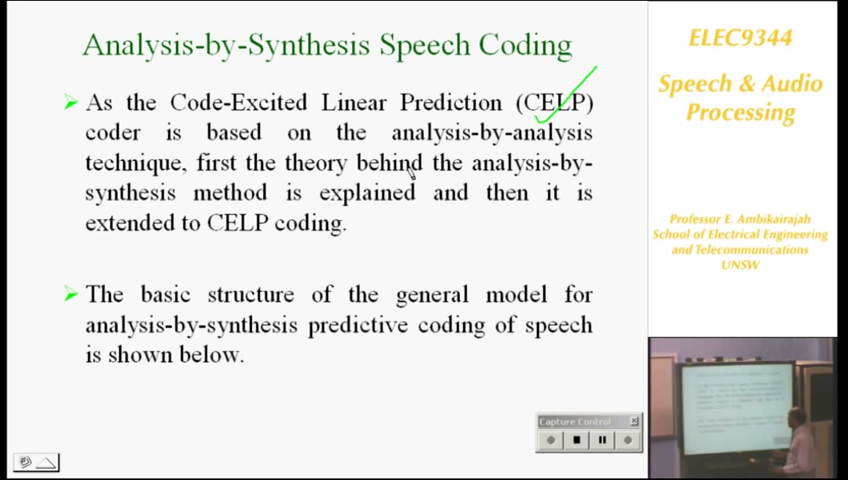 Analysis-by-Synthesis Speech Coding
As the Code-Excited Linear Prediction (CELP)
coder is based on the analysis-by-analysis
technique, first the theory behind the analysis-by-
synthesis method is explained and then it is
extended to CELP coding.
The basic structure of the general model for
analysis-by-synthesis predictive coding of speech
is shown below.
Capture Control
ELEC9344
Speech & Audio
Processing
Professor E. Ambikairajah
School of Electrical Engineering
and Telecommunications
UNSW